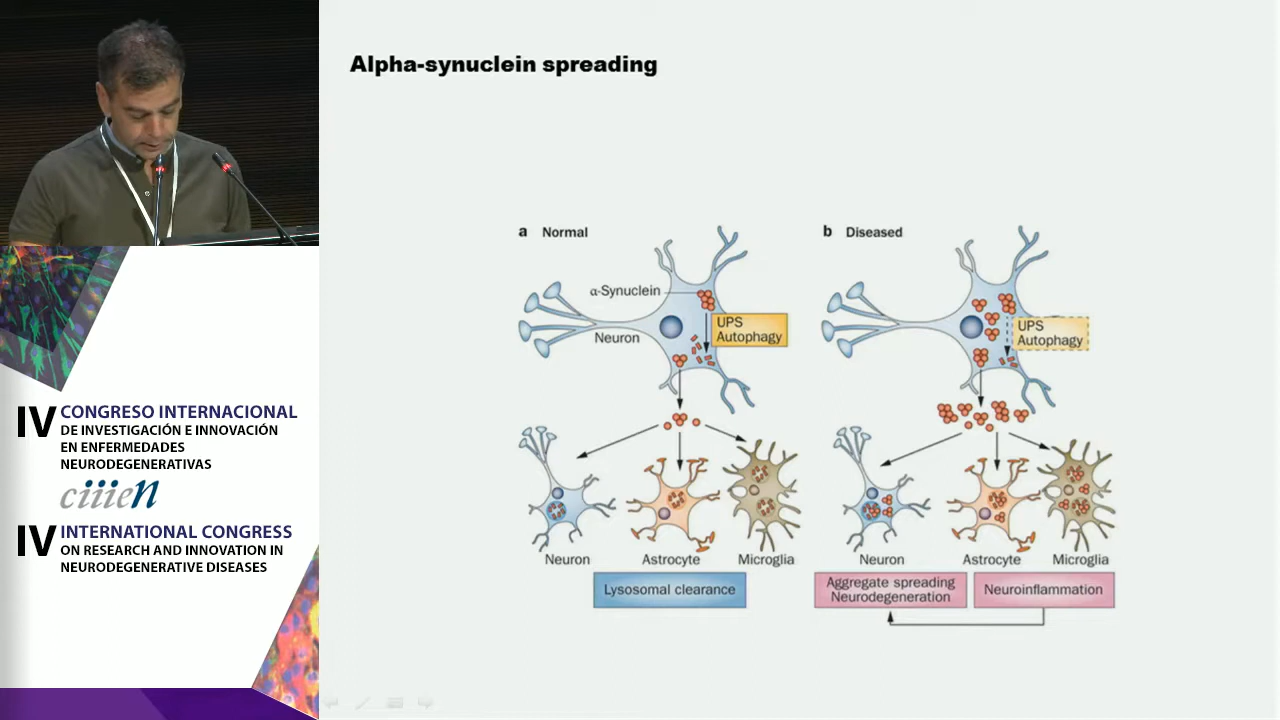 Alpha-synuclein spreading
a Normal
α-Synuclein
UPS
Autophagy
Neuron
Neuron
Astrocyte
Microglia
Lysosomal clearance
b Diseased
UPS
Autophagy
Neuron
Astrocyte
Microglia
Aggregate spreading
Neurodegeneration
Neuroinflammation
IV CONGRESO INTERNACIONAL
DE INVESTIGACIÓN E INNOVACIÓN
EN ENFERMEDADES
NEURODEGENERATIVAS
ciiieN
IV INTERNATIONAL CONGRESS
ON RESEARCH AND INNOVATION IN
NEURODEGENERATIVE DISEASES